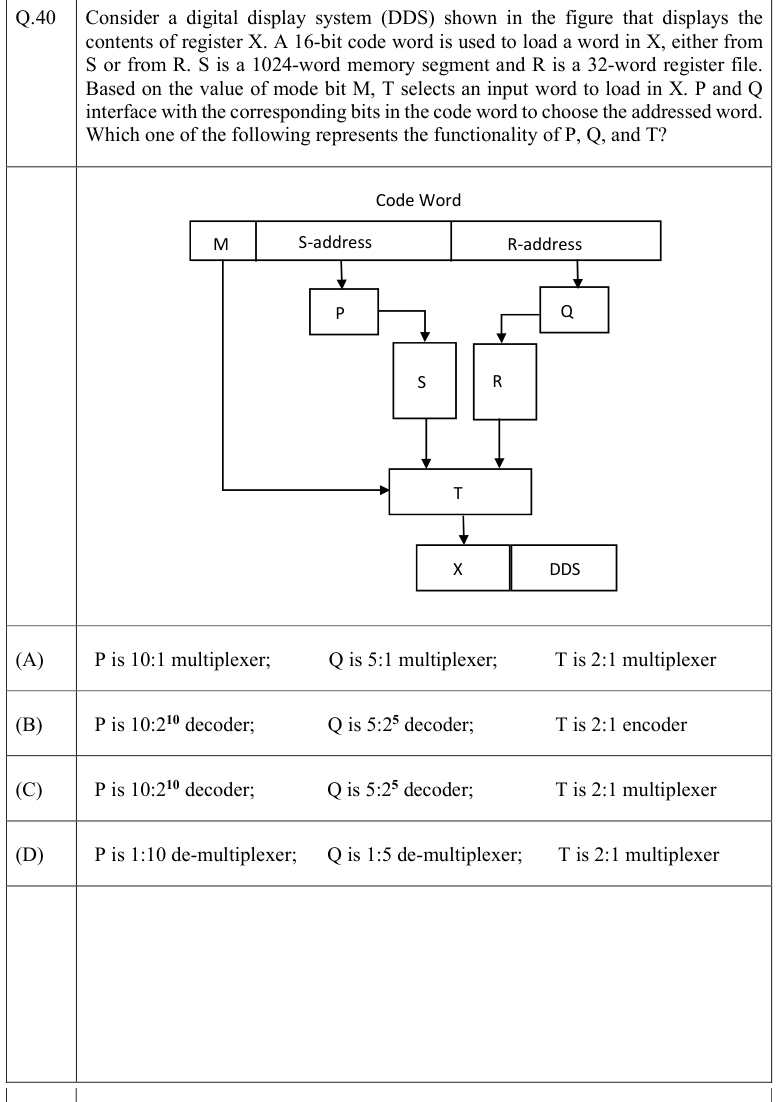 Q.40 Consider a digital display system (DDS) shown in the figure that displays the
contents of register X. A 16-bit code word is used to load a word in X, either from
S or from R. S is a 1024-word memory segment and R is a 32-word register file.
Based on the value of mode bit M, T selects an input word to load in X. P and Q
interface with the corresponding bits in the code word to choose the addressed word.
Which one of the following represents the functionality of P, Q, and T?
Code Word
M S-address R-address
P Q
S R
T
X DDS
(A) P is 10:1 multiplexer; Q is 5:1 multiplexer; T is 2:1 multiplexer
(B) P is 10:2¹⁰ decoder; Q is 5:2⁵ decoder; T is 2:1 encoder
(C) P is 10:2¹⁰ decoder; Q is 5:2⁵ decoder; T is 2:1 multiplexer
(D) P is 1:10 de-multiplexer; Q is 1:5 de-multiplexer; T is 2:1 multiplexer